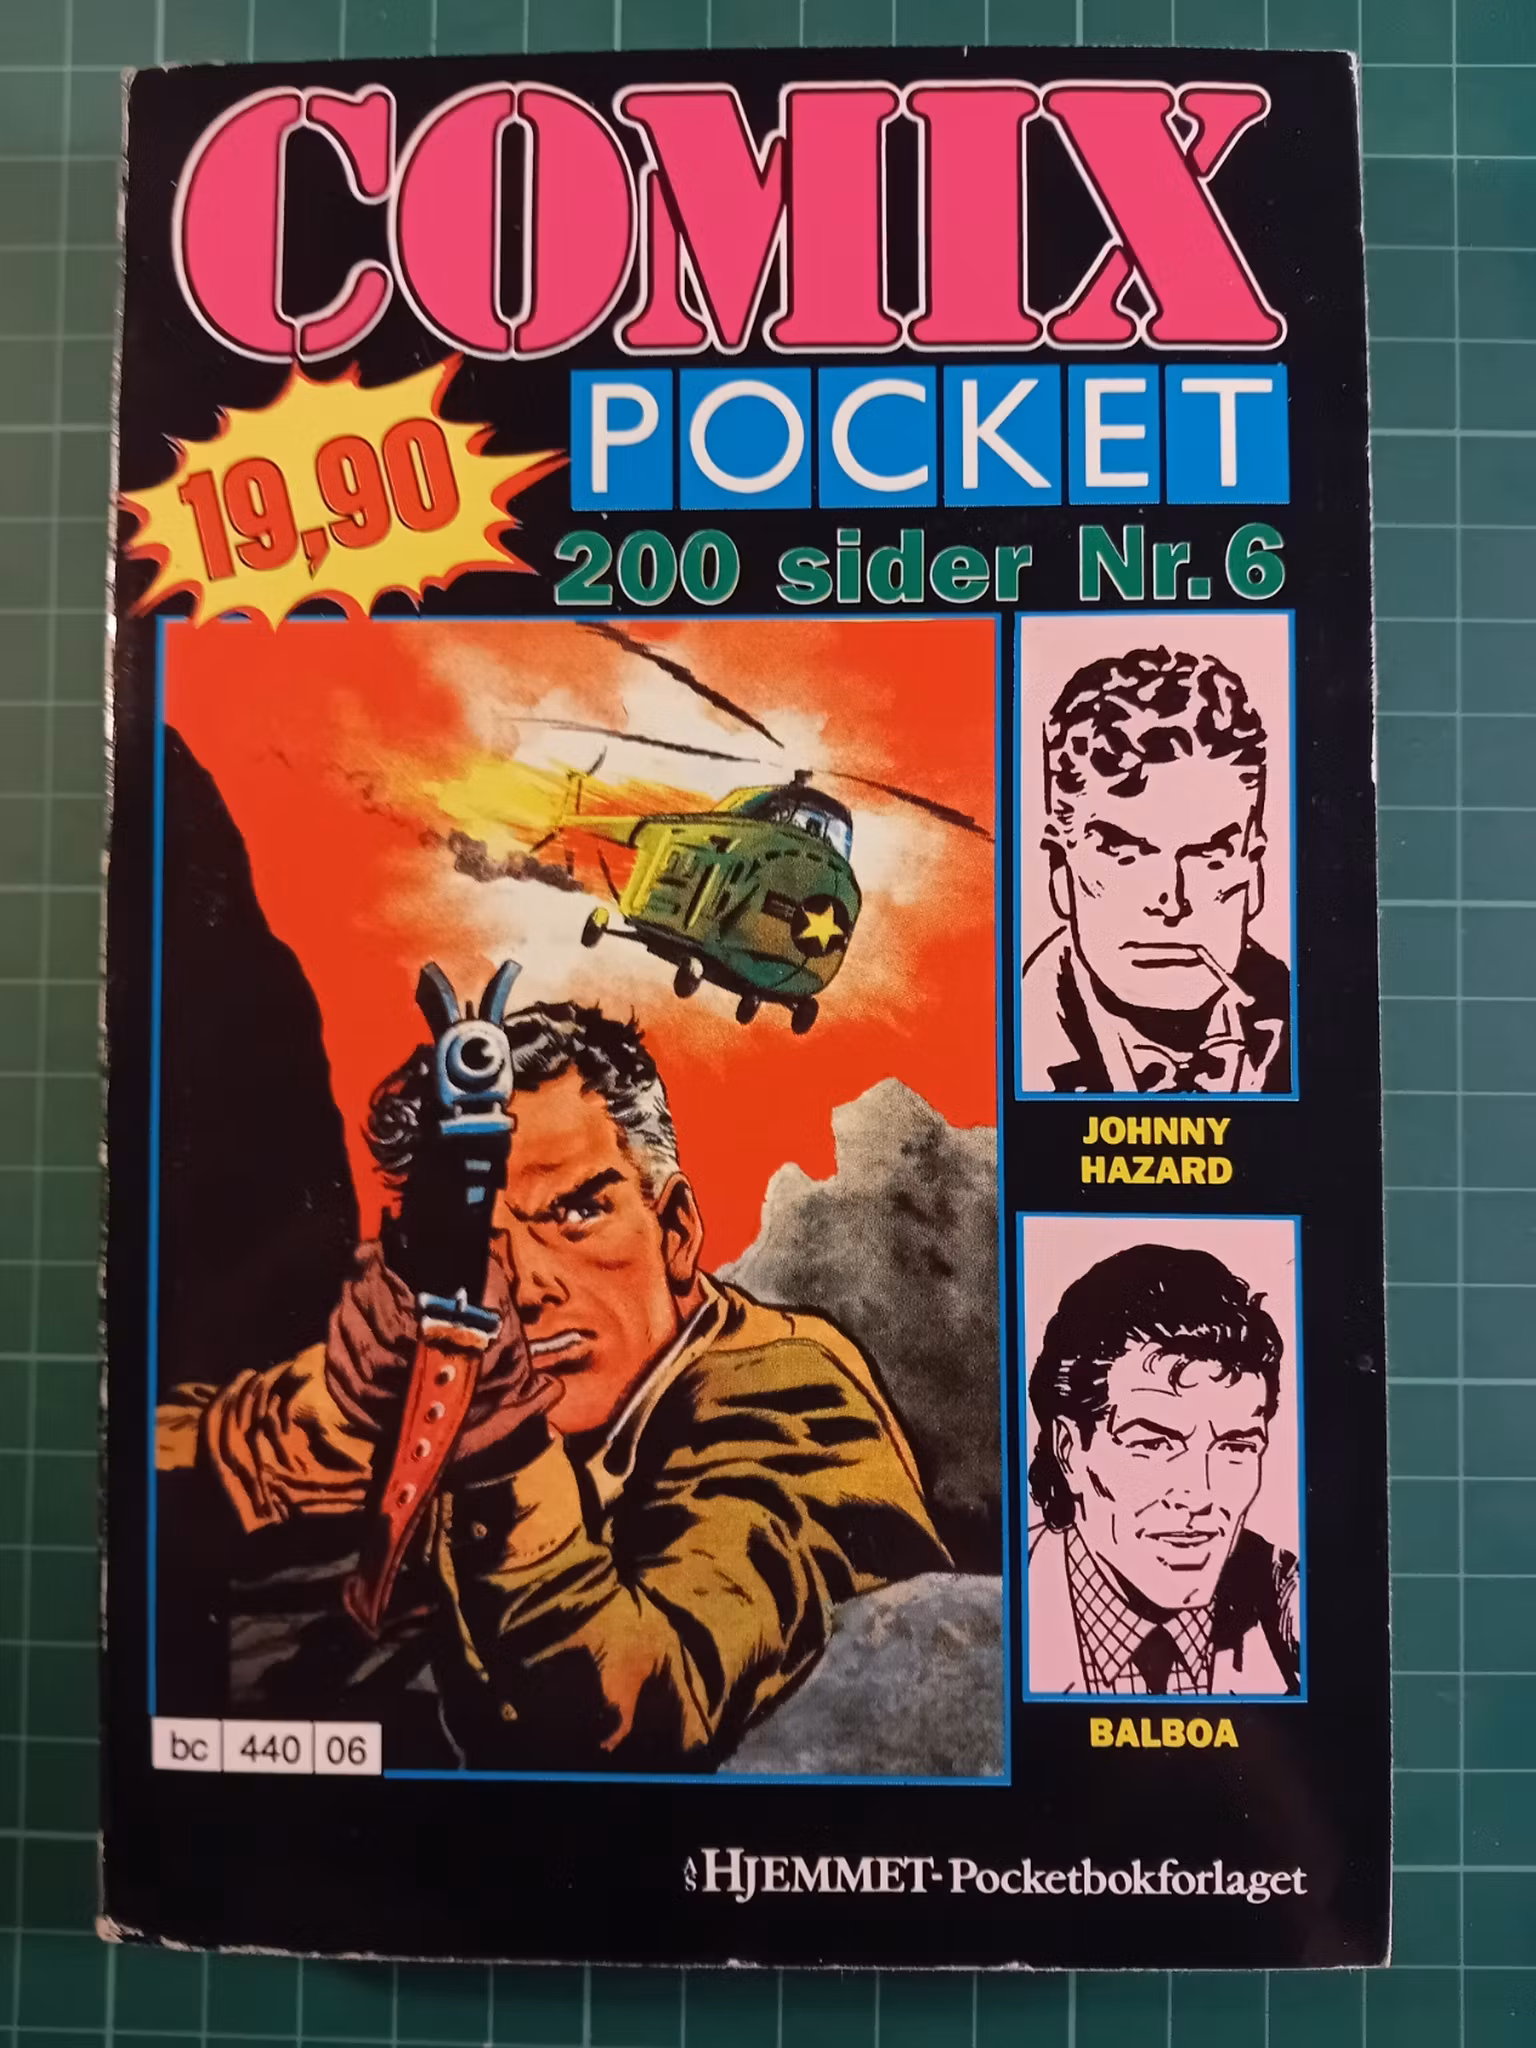 COMIX
POCKET
19,90
200 sider Nr. 6
JOHNNY
HAZARD
BALBOA
bc 440 06
A/S HJEMMET-Pocketbokforlaget